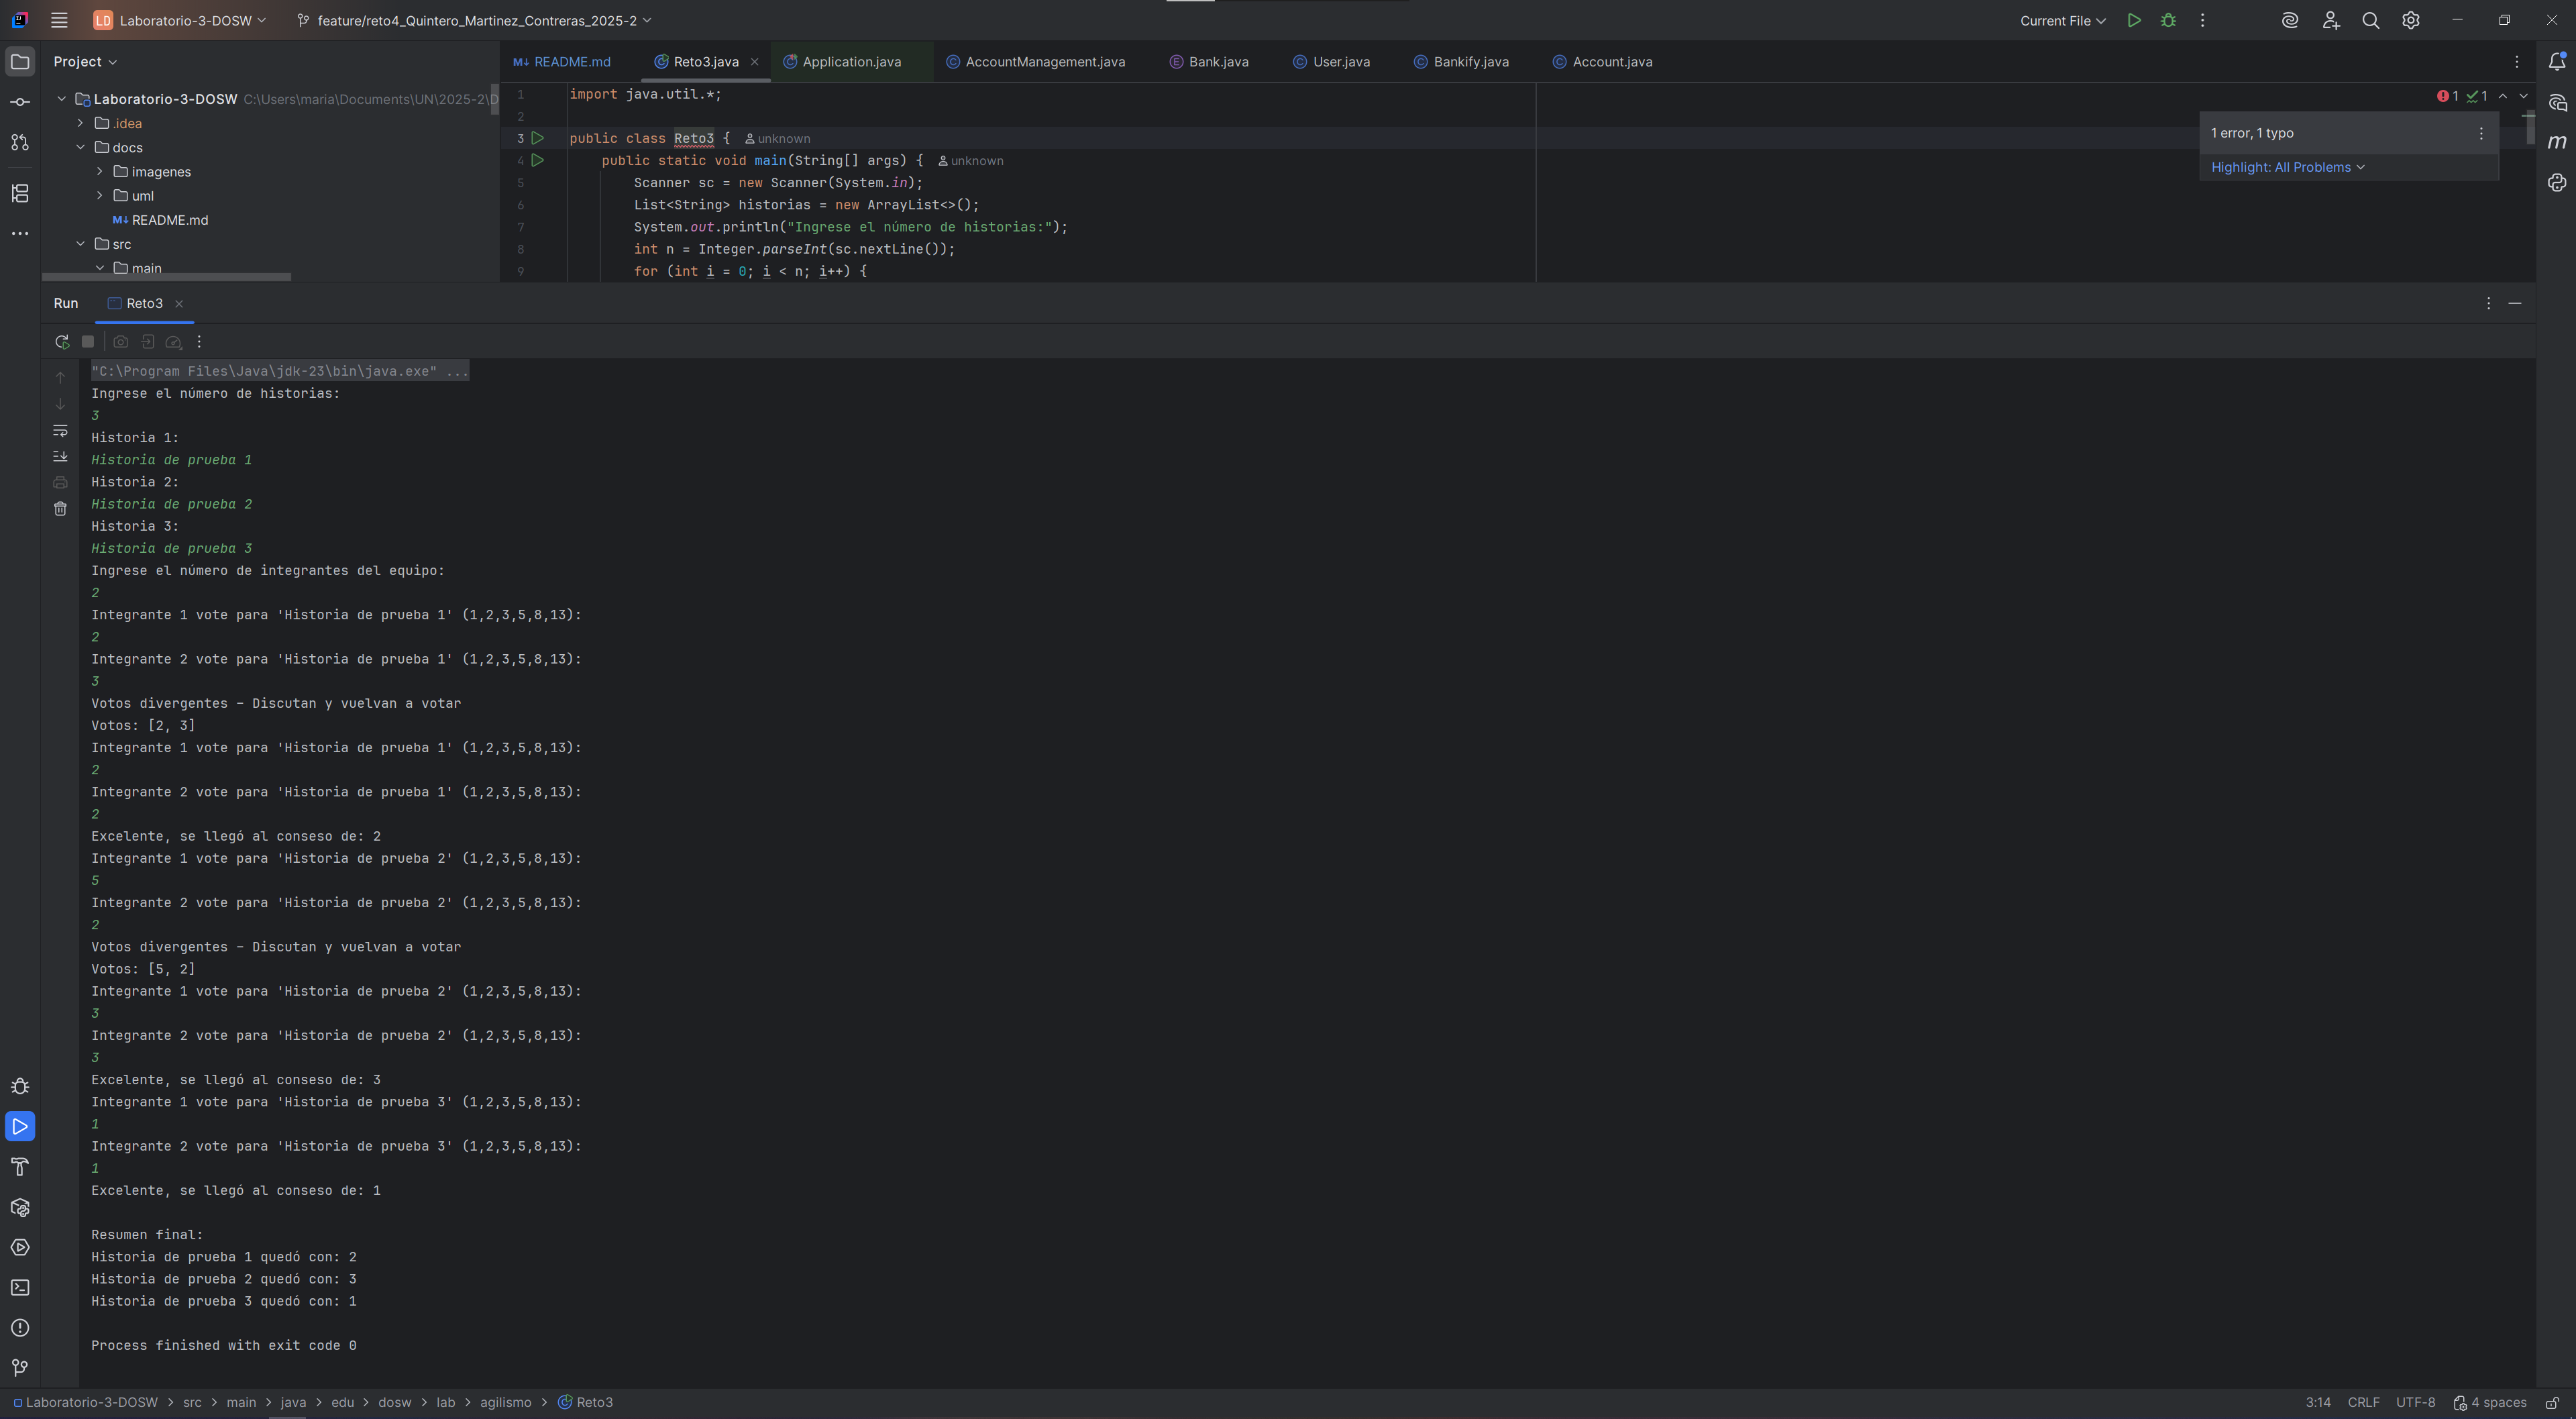 LD Laboratorio-3-DOSW feature/reto4_Quintero_Martinez_Contreras_2025-2 Current File
Project
README.md Reto3.java Application.java AccountManagement.java Bank.java User.java Bankify.java Account.java
Laboratorio-3-DOSW C:\Users\maria\Documents\UN\2025-2\D
.idea
docs
imagenes
uml
README.md
src
main
1 import java.util.*;
2
3 public class Reto3 { unknown
4 public static void main(String[] args) { unknown
5 Scanner sc = new Scanner(System.in);
6 List<String> historias = new ArrayList<>();
7 System.out.println("Ingrese el número de historias:");
8 int n = Integer.parseInt(sc.nextLine());
9 for (int i = 0; i < n; i++) {
1 1
1 error, 1 typo
Highlight: All Problems
Run Reto3
"C:\Program Files\Java\jdk-23\bin\java.exe" ...
Ingrese el número de historias:
3
Historia 1:
Historia de prueba 1
Historia 2:
Historia de prueba 2
Historia 3:
Historia de prueba 3
Ingrese el número de integrantes del equipo:
2
Integrante 1 vote para 'Historia de prueba 1' (1,2,3,5,8,13):
2
Integrante 2 vote para 'Historia de prueba 1' (1,2,3,5,8,13):
3
Votos divergentes - Discutan y vuelvan a votar
Votos: [2, 3]
Integrante 1 vote para 'Historia de prueba 1' (1,2,3,5,8,13):
2
Integrante 2 vote para 'Historia de prueba 1' (1,2,3,5,8,13):
2
Excelente, se llegó al conseso de: 2
Integrante 1 vote para 'Historia de prueba 2' (1,2,3,5,8,13):
5
Integrante 2 vote para 'Historia de prueba 2' (1,2,3,5,8,13):
2
Votos divergentes - Discutan y vuelvan a votar
Votos: [5, 2]
Integrante 1 vote para 'Historia de prueba 2' (1,2,3,5,8,13):
3
Integrante 2 vote para 'Historia de prueba 2' (1,2,3,5,8,13):
3
Excelente, se llegó al conseso de: 3
Integrante 1 vote para 'Historia de prueba 3' (1,2,3,5,8,13):
1
Integrante 2 vote para 'Historia de prueba 3' (1,2,3,5,8,13):
1
Excelente, se llegó al conseso de: 1
Resumen final:
Historia de prueba 1 quedó con: 2
Historia de prueba 2 quedó con: 3
Historia de prueba 3 quedó con: 1
Process finished with exit code 0
Laboratorio-3-DOSW > src > main > java > edu > dosw > lab > agilismo > Reto3 3:14 CRLF UTF-8 4 spaces